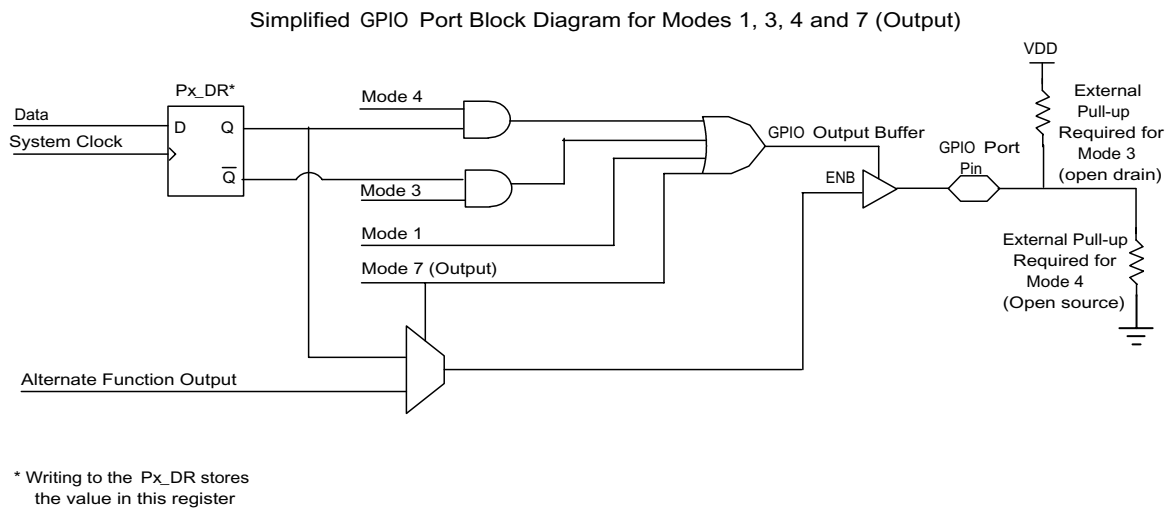 Simplified GPIO Port Block Diagram for Modes 1, 3, 4 and 7 (Output)
VDD
Px_DR*
Mode 4
External
Pull-up
Required for
Mode 3
(open drain)
Data
D
Q
System Clock
GPIO Output Buffer
GPIO Port
Pin
Q
ENB
Mode 3
Mode 1
External Pull-up
Required for
Mode 4
(Open source)
Mode 7 (Output)
Alternate Function Output
* Writing to the Px_DR stores
the value in this register